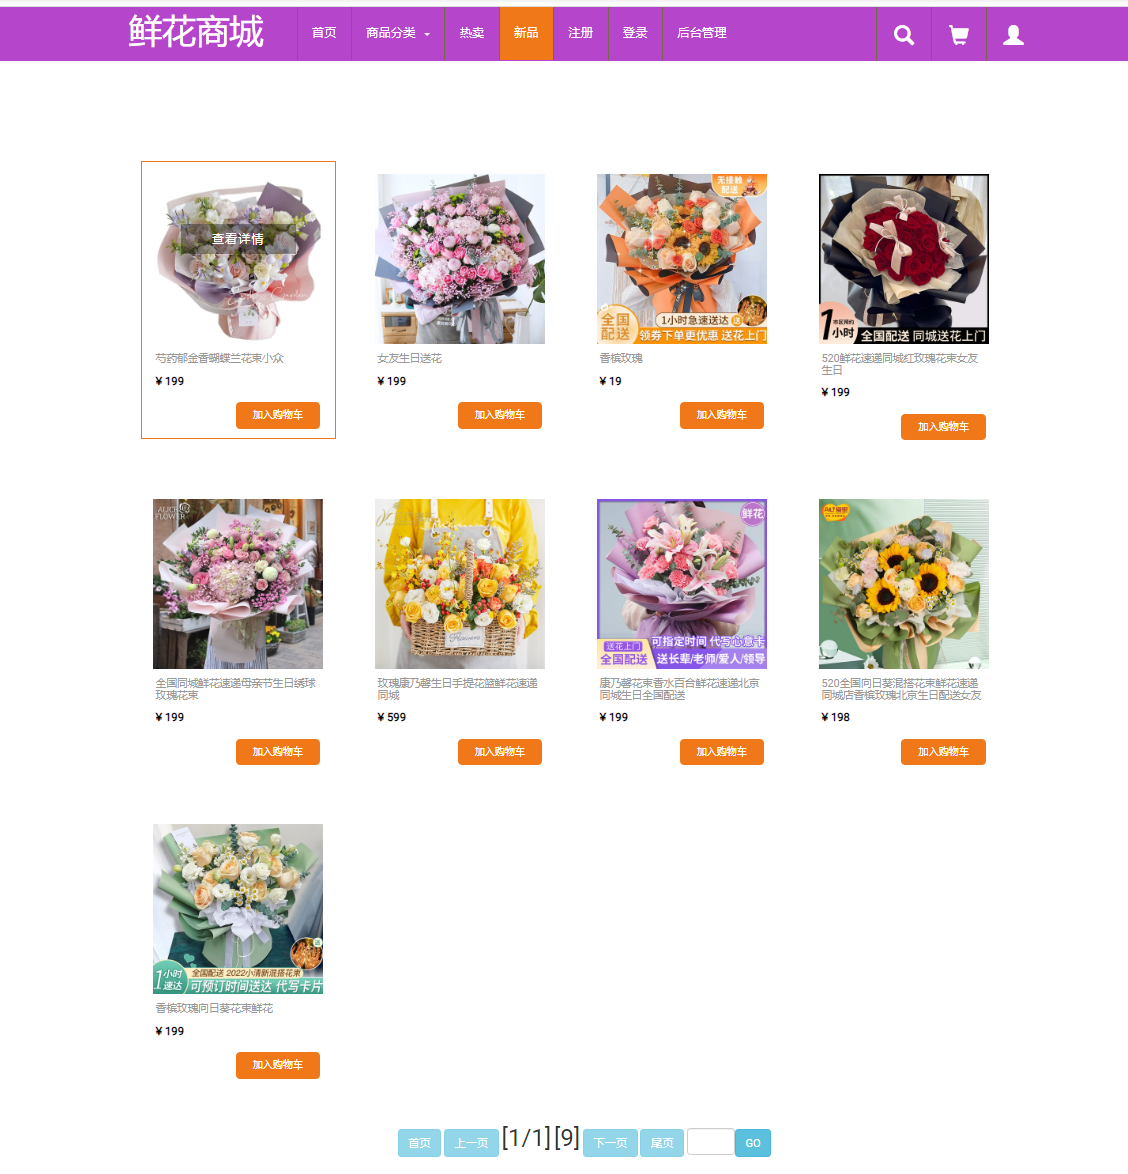 鲜花商城
首页
商品分类
热卖
新品
注册
登录
后台管理
查看详情
芍药郁金香蝴蝶兰花束小众
¥ 199
加入购物车
女友生日送花
¥ 199
加入购物车
无接触
配送
全国
配送
1小时急速送达
送
领券下单更优惠 送花上门
香槟玫瑰
¥ 19
加入购物车
市区预约
1小时
全国配送 同城送花上门
520鲜花速递同城红玫瑰花束女友
生日
¥ 199
加入购物车
ALICE
FLOWER
全国同城鲜花速递母亲节生日绣球
玫瑰花束
¥ 199
加入购物车
Flowers
玫瑰康乃馨生日手提花篮鲜花速递
同城
¥ 599
加入购物车
鲜花
可指定时间 代写心意卡
送花上门
全国配送
送长辈/老师/爱人/领导
康乃馨花束香水百合鲜花速递北京
同城生日全国配送
¥ 199
加入购物车
520全国向日葵混搭花束鲜花速递
同城店香槟玫瑰北京生日配送女友
¥ 198
加入购物车
1小时
速达
全国配送 2022小清新混搭花束
可预订时间送达 代写卡片
香槟玫瑰向日葵花束鲜花
¥ 199
加入购物车
首页 上一页 [1/1] [9] 下一页 尾页 GO